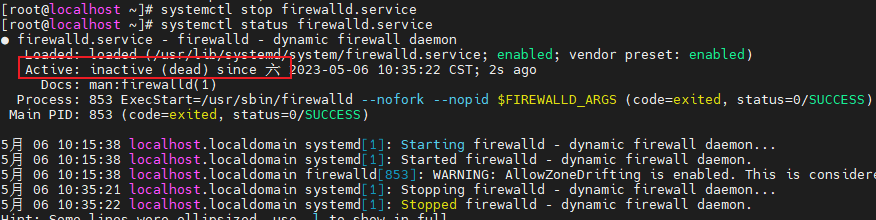 [root@localhost ~]# systemctl stop firewalld.service
[root@localhost ~]# systemctl status firewalld.service
● firewalld.service - firewalld - dynamic firewall daemon
Loaded: loaded (/usr/lib/systemd/system/firewalld.service; enabled; vendor preset: enabled)
Active: inactive (dead) since 六 2023-05-06 10:35:22 CST; 2s ago
Docs: man:firewalld(1)
Process: 853 ExecStart=/usr/sbin/firewalld --nofork --nopid $FIREWALLD_ARGS (code=exited, status=0/SUCCESS)
Main PID: 853 (code=exited, status=0/SUCCESS)
5月 06 10:15:38 localhost.localdomain systemd[1]: Starting firewalld - dynamic firewall daemon...
5月 06 10:15:38 localhost.localdomain systemd[1]: Started firewalld - dynamic firewall daemon.
5月 06 10:15:38 localhost.localdomain firewalld[853]: WARNING: AllowZoneDrifting is enabled. This is considere
5月 06 10:35:21 localhost.localdomain systemd[1]: Stopping firewalld - dynamic firewall daemon...
5月 06 10:35:22 localhost.localdomain systemd[1]: Stopped firewalld - dynamic firewall daemon.
Hint: Some lines were ellipsized, use -l to show in full.